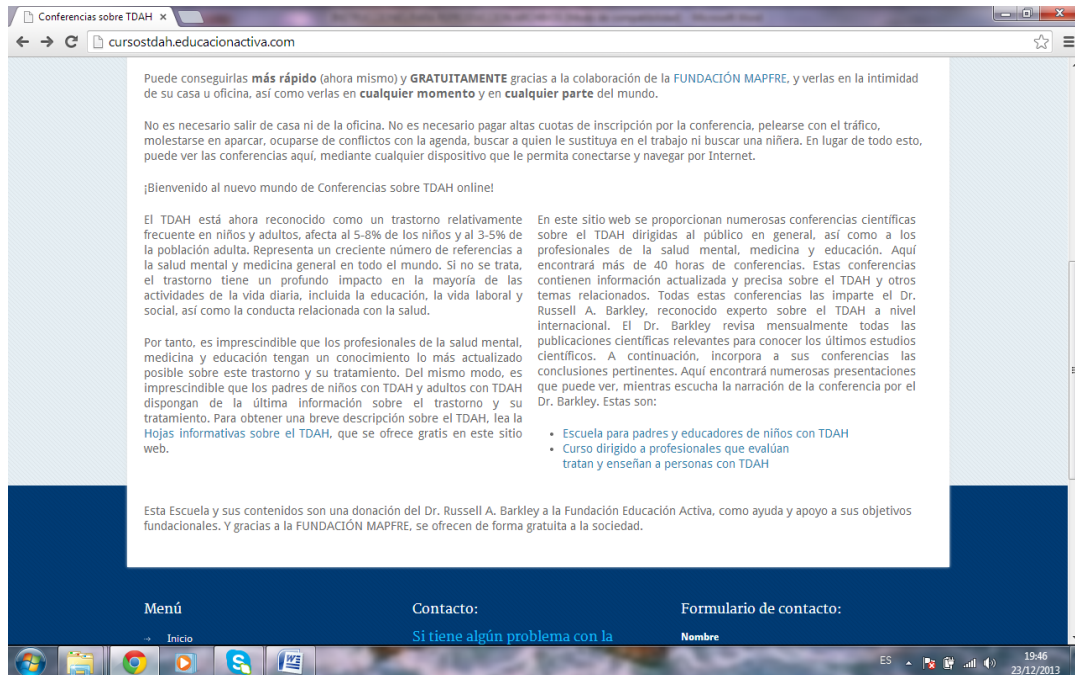 Conferencias sobre TDAH
cursostdah.educacionactiva.com
Puede conseguirlas más rápido (ahora mismo) y GRATUITAMENTE gracias a la colaboración de la FUNDACIÓN MAPFRE, y verlas en la intimidad
de su casa u oficina, así como verlas en cualquier momento y en cualquier parte del mundo.
No es necesario salir de casa ni de la oficina. No es necesario pagar altas cuotas de inscripción por la conferencia, pelearse con el tráfico,
molestarse en aparcar, ocuparse de conflictos con la agenda, buscar a quien le sustituya en el trabajo ni buscar una niñera. En lugar de todo esto,
puede ver las conferencias aquí, mediante cualquier dispositivo que le permita conectarse y navegar por Internet.
¡Bienvenido al nuevo mundo de Conferencias sobre TDAH online!
El TDAH está ahora reconocido como un trastorno relativamente
frecuente en niños y adultos, afecta al 5-8% de los niños y al 3-5% de
la población adulta. Representa un creciente número de referencias a
la salud mental y medicina general en todo el mundo. Si no se trata,
el trastorno tiene un profundo impacto en la mayoría de las
actividades de la vida diaria, incluida la educación, la vida laboral y
social, así como la conducta relacionada con la salud.
Por tanto, es imprescindible que los profesionales de la salud mental,
medicina y educación tengan un conocimiento lo más actualizado
posible sobre este trastorno y su tratamiento. Del mismo modo, es
imprescindible que los padres de niños con TDAH y adultos con TDAH
dispongan de la última información sobre el trastorno y su
tratamiento. Para obtener una breve descripción sobre el TDAH, lea la
Hojas informativas sobre el TDAH, que se ofrece gratis en este sitio
web.
En este sitio web se proporcionan numerosas conferencias científicas
sobre el TDAH dirigidas al público en general, así como a los
profesionales de la salud mental, medicina y educación. Aquí
encontrará más de 40 horas de conferencias. Estas conferencias
contienen información actualizada y precisa sobre el TDAH y otros
temas relacionados. Todas estas conferencias las imparte el Dr.
Russell A. Barkley, reconocido experto sobre el TDAH a nivel
internacional. El Dr. Barkley revisa mensualmente todas las
publicaciones científicas relevantes para conocer los últimos estudios
científicos. A continuación, incorpora a sus conferencias las
conclusiones pertinentes. Aquí encontrará numerosas presentaciones
que puede ver, mientras escucha la narración de la conferencia por el
Dr. Barkley. Estas son:
• Escuela para padres y educadores de niños con TDAH
• Curso dirigido a profesionales que evalúan
tratan y enseñan a personas con TDAH
Esta Escuela y sus contenidos son una donación del Dr. Russell A. Barkley a la Fundación Educación Activa, como ayuda y apoyo a sus objetivos
fundacionales. Y gracias a la FUNDACIÓN MAPFRE, se ofrecen de forma gratuita a la sociedad.
Menú
→ Inicio
Contacto:
Si tiene algún problema con la
Formulario de contacto:
Nombre
ES
19:46
23/12/2013